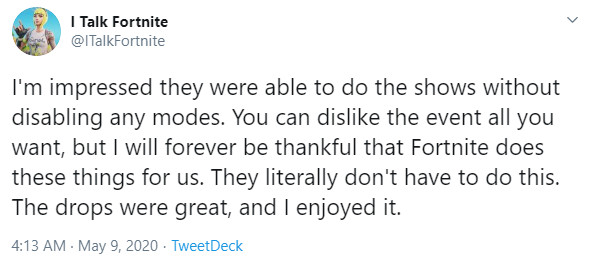 I Talk Fortnite
@ITalkFortnite
I'm impressed they were able to do the shows without
disabling any modes. You can dislike the event all you
want, but I will forever be thankful that Fortnite does
these things for us. They literally don't have to do this.
The drops were great, and I enjoyed it.
4:13 AM · May 9, 2020 · TweetDeck